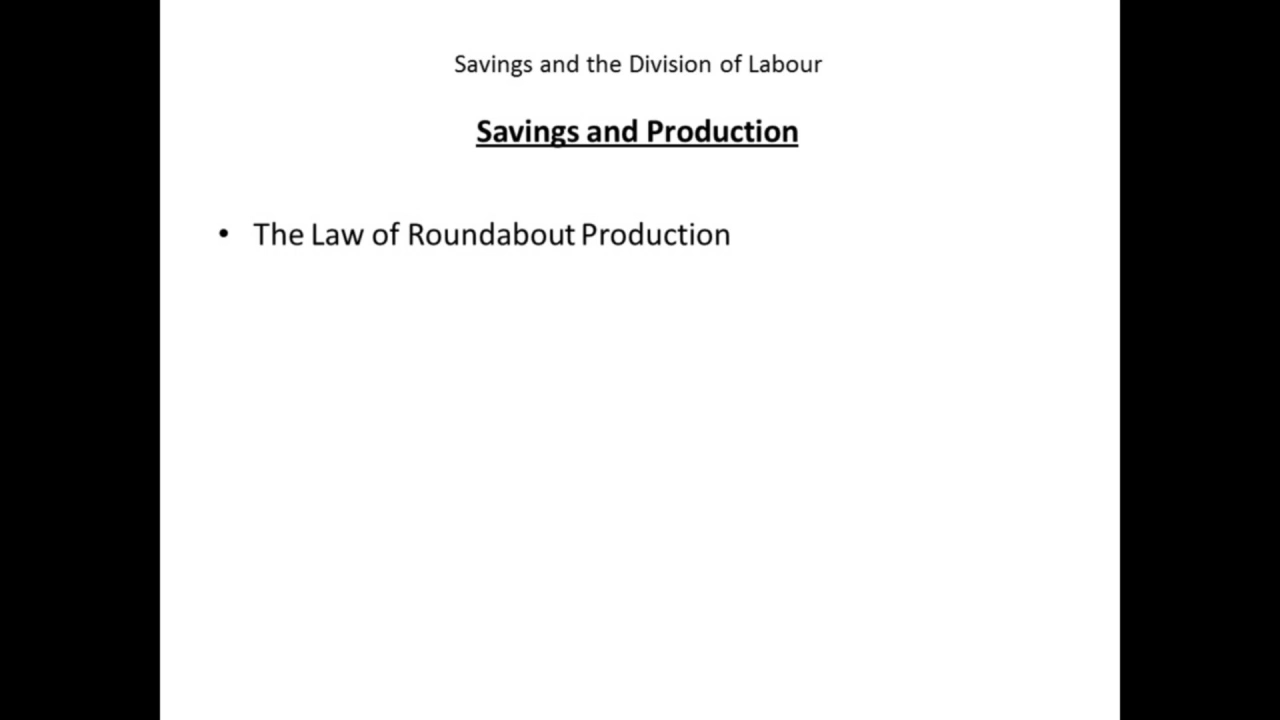 Savings and the Division of Labour
Savings and Production
• The Law of Roundabout Production